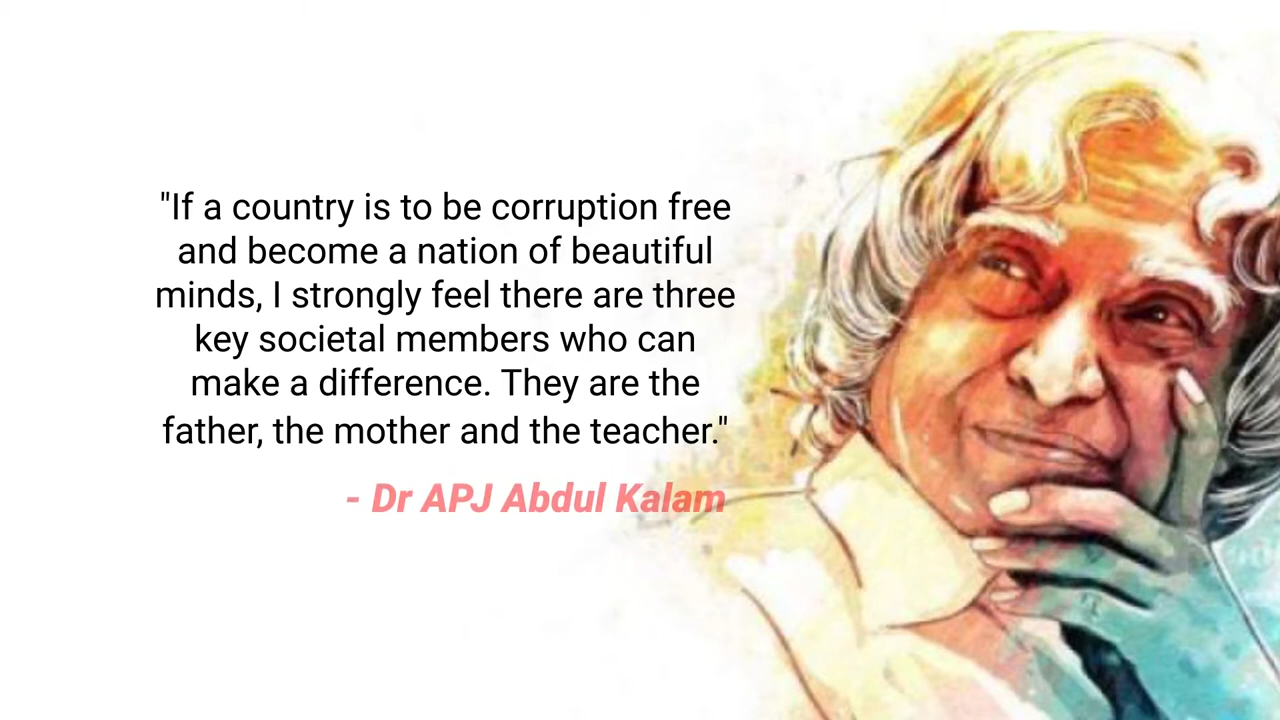 "If a country is to be corruption free
and become a nation of beautiful
minds, I strongly feel there are three
key societal members who can
make a difference. They are the
father, the mother and the teacher."
- Dr APJ Abdul Kalam